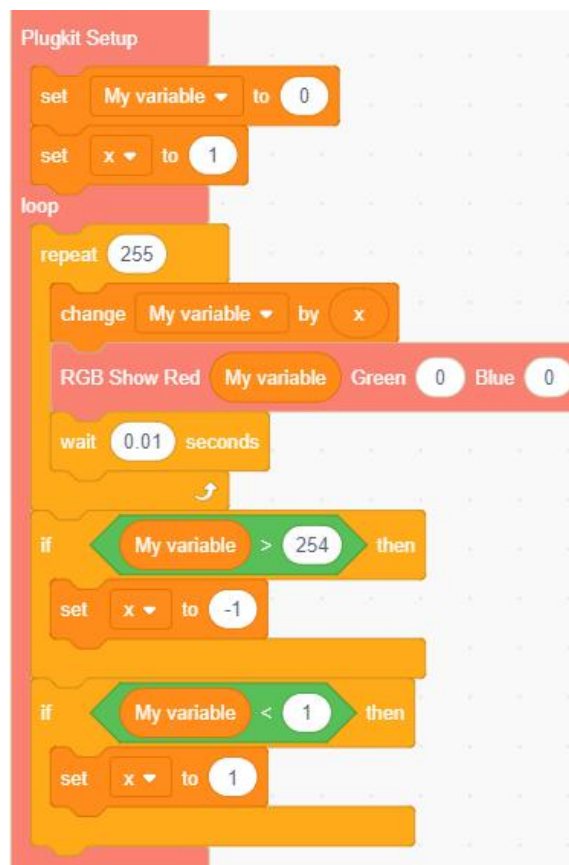 Plugkit Setup
set My variable to 0
set x to 1
loop
repeat 255
change My variable by x
RGB Show Red My variable Green 0 Blue 0
wait 0.01 seconds
if My variable > 254 then
set x to -1
if My variable < 1 then
set x to 1